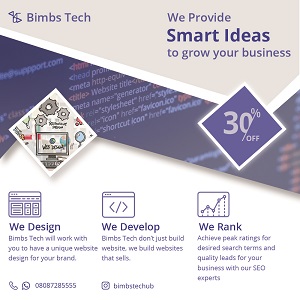 Bimbs Tech
We Provide
Smart Ideas
to grow your business
30%
/OFF
We Design
Bimbs Tech will work with
you to have a unique website
design for your brand.
We Develop
Bimbs Tech don't just build
website, we build websites
that sells.
We Rank
Achieve peak ratings for
desired search terms and
quality leads for your
business with our SEO
experts
08087285555
bimbstechub